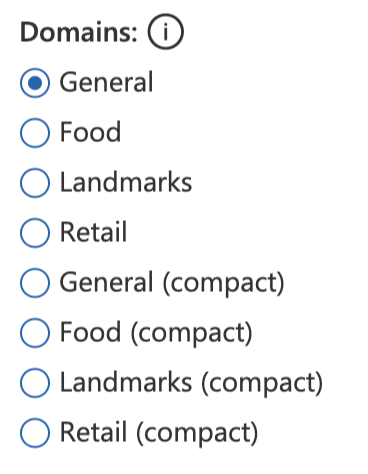 Domains: i
General
Food
Landmarks
Retail
General (compact)
Food (compact)
Landmarks (compact)
Retail (compact)